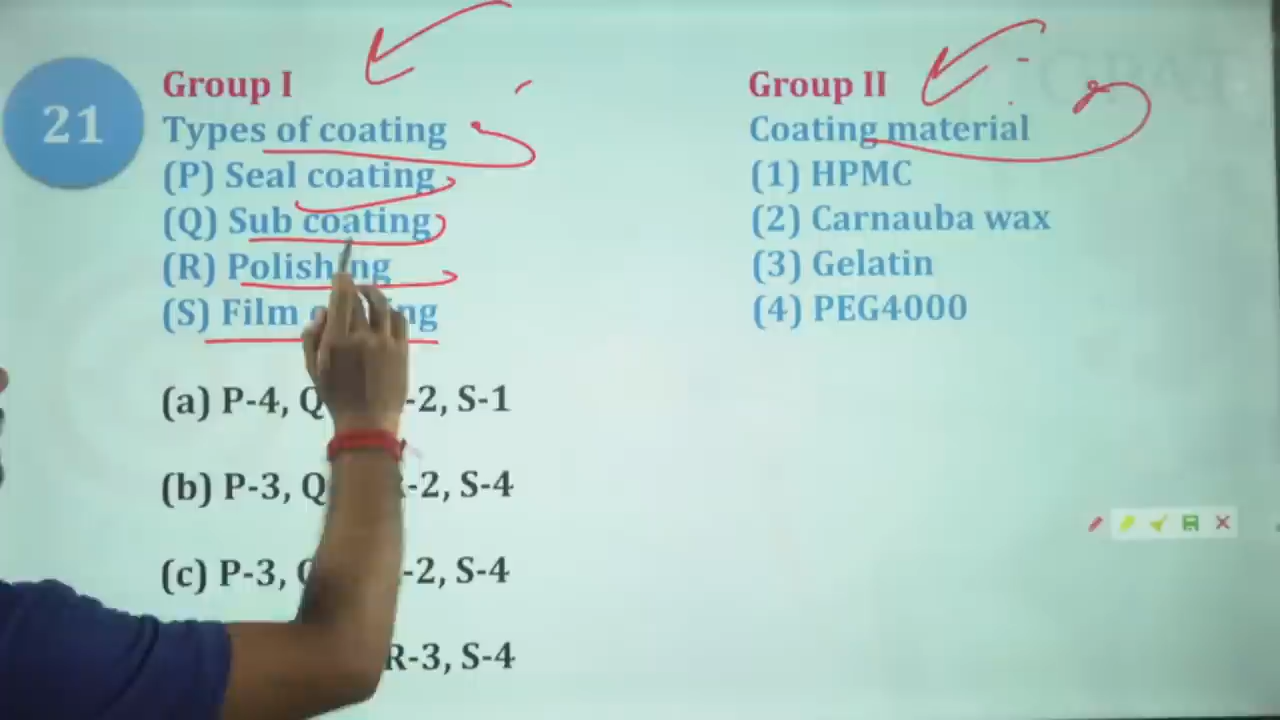 21
Group I
Types of coating
(P) Seal coating
(Q) Sub coating
(R) Polishing
(S) Film
(a) P-4, Q -2, S-1
(b) P-3, Q -2, S-4
(c) P-3, -2, S-4
R-3, S-4
Group II
Coating material
(1) HPMC
(2) Carnauba wax
(3) Gelatin
(4) PEG4000
GPAT